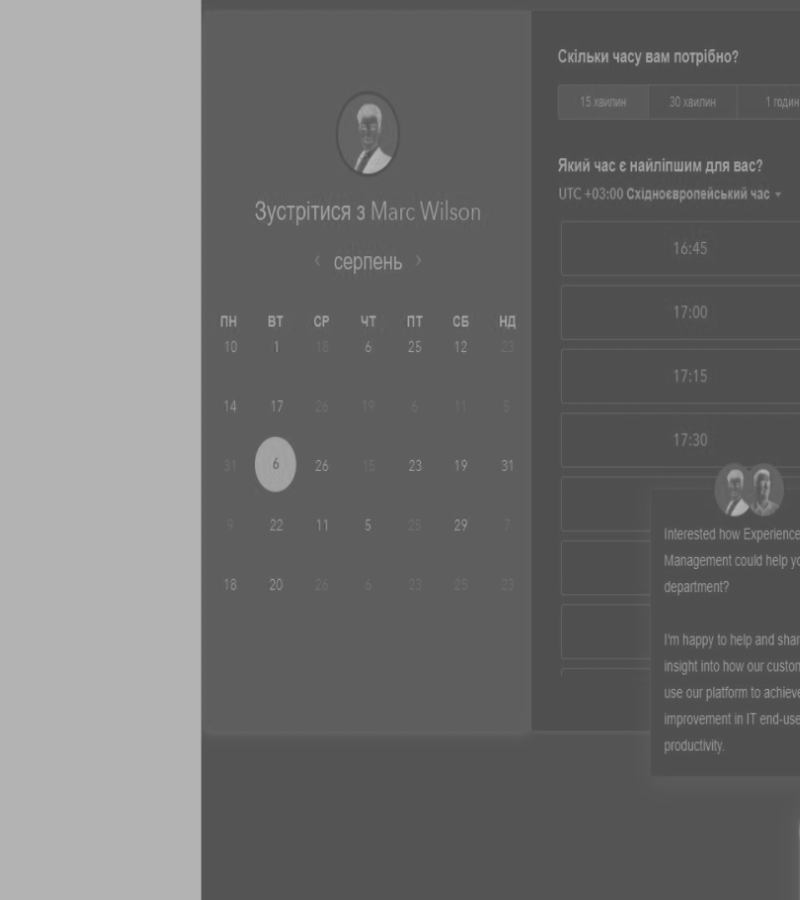 Зустрітися з Marc Wilson
серпень
ПН ВТ СР ЧТ ПТ СБ НД
10 1 18 6 25 12 23
14 17 26 19 6 11 5
31 6 26 15 23 19 31
9 22 11 5 25 29 7
18 20 26 6 23 25 23
Скільки часу вам потрібно?
15 хвилин 30 хвилин 1 годин
Який час є найліпшим для вас?
UTC +03:00 Східноєвропейський час
16:45
17:00
17:15
17:30
Interested how Experience
Management could help yo
department?
I'm happy to help and shar
insight into how our custon
use our platform to achieve
improvement in IT end-use
productivity.